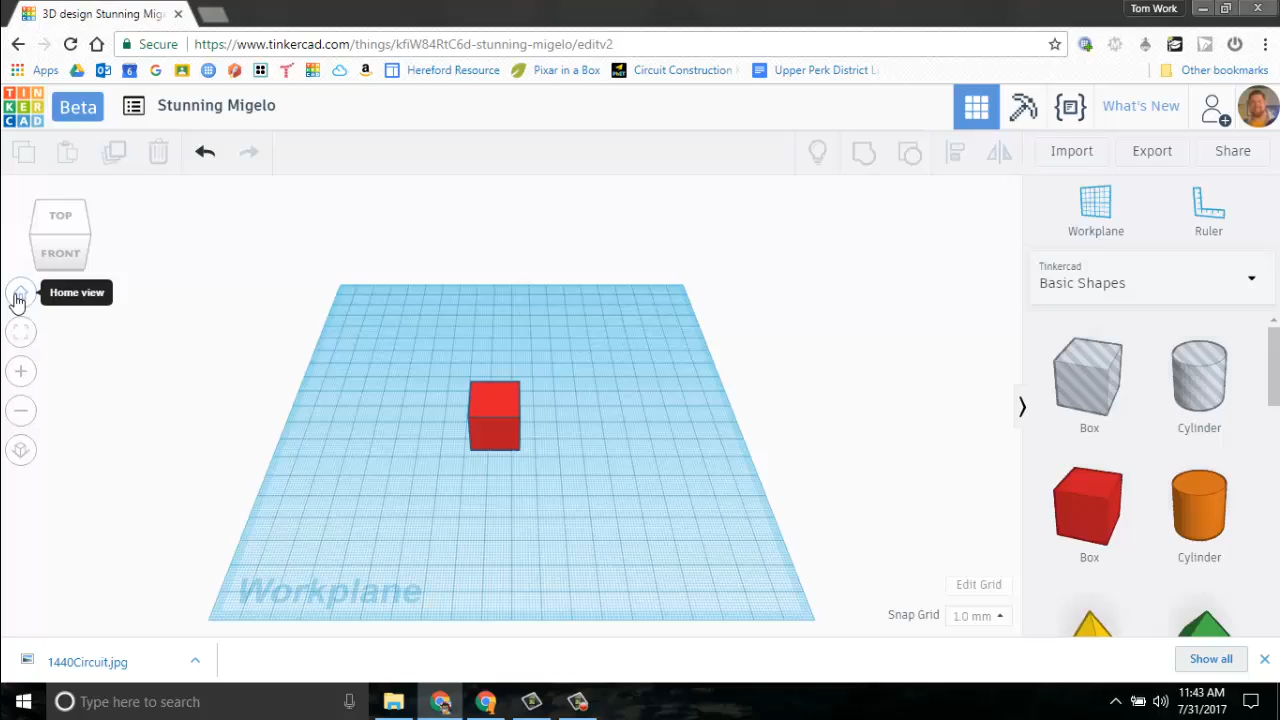 Tom Work
3D design Stunning Mig
Secure https://www.tinkercad.com/things/kfiW84RtC6d-stunning-migelo/editv2
Apps 6 Hereford Resource Pixar in a Box Circuit Construction Upper Perk District L Other bookmarks
TIN
KER
CAD
Beta Stunning Migelo What's New
Import Export Share
TOP
FRONT
Home view
Workplane Ruler
Tinkercad
Basic Shapes
Box Cylinder
Box Cylinder
Workplane
Edit Grid
Snap Grid 1.0 mm
1440Circuit.jpg Show all
Type here to search
11:43 AM
7/31/2017